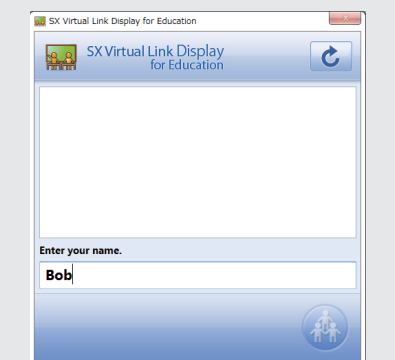 SX Virtual Link Display for Education
SX Virtual Link Display
for Education
Enter your name.
Bob